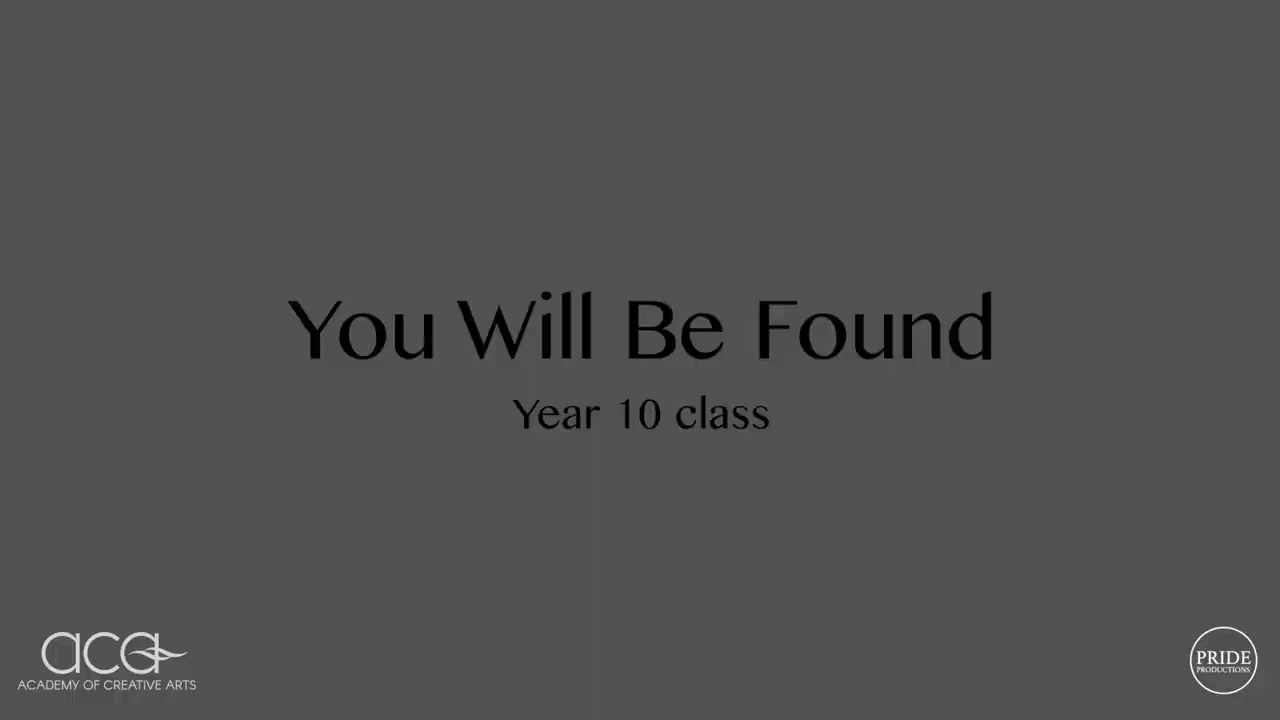 You Will Be Found
Year 10 class
aca
ACADEMY OF CREATIVE ARTS
PRIDE
PRODUCTIONS